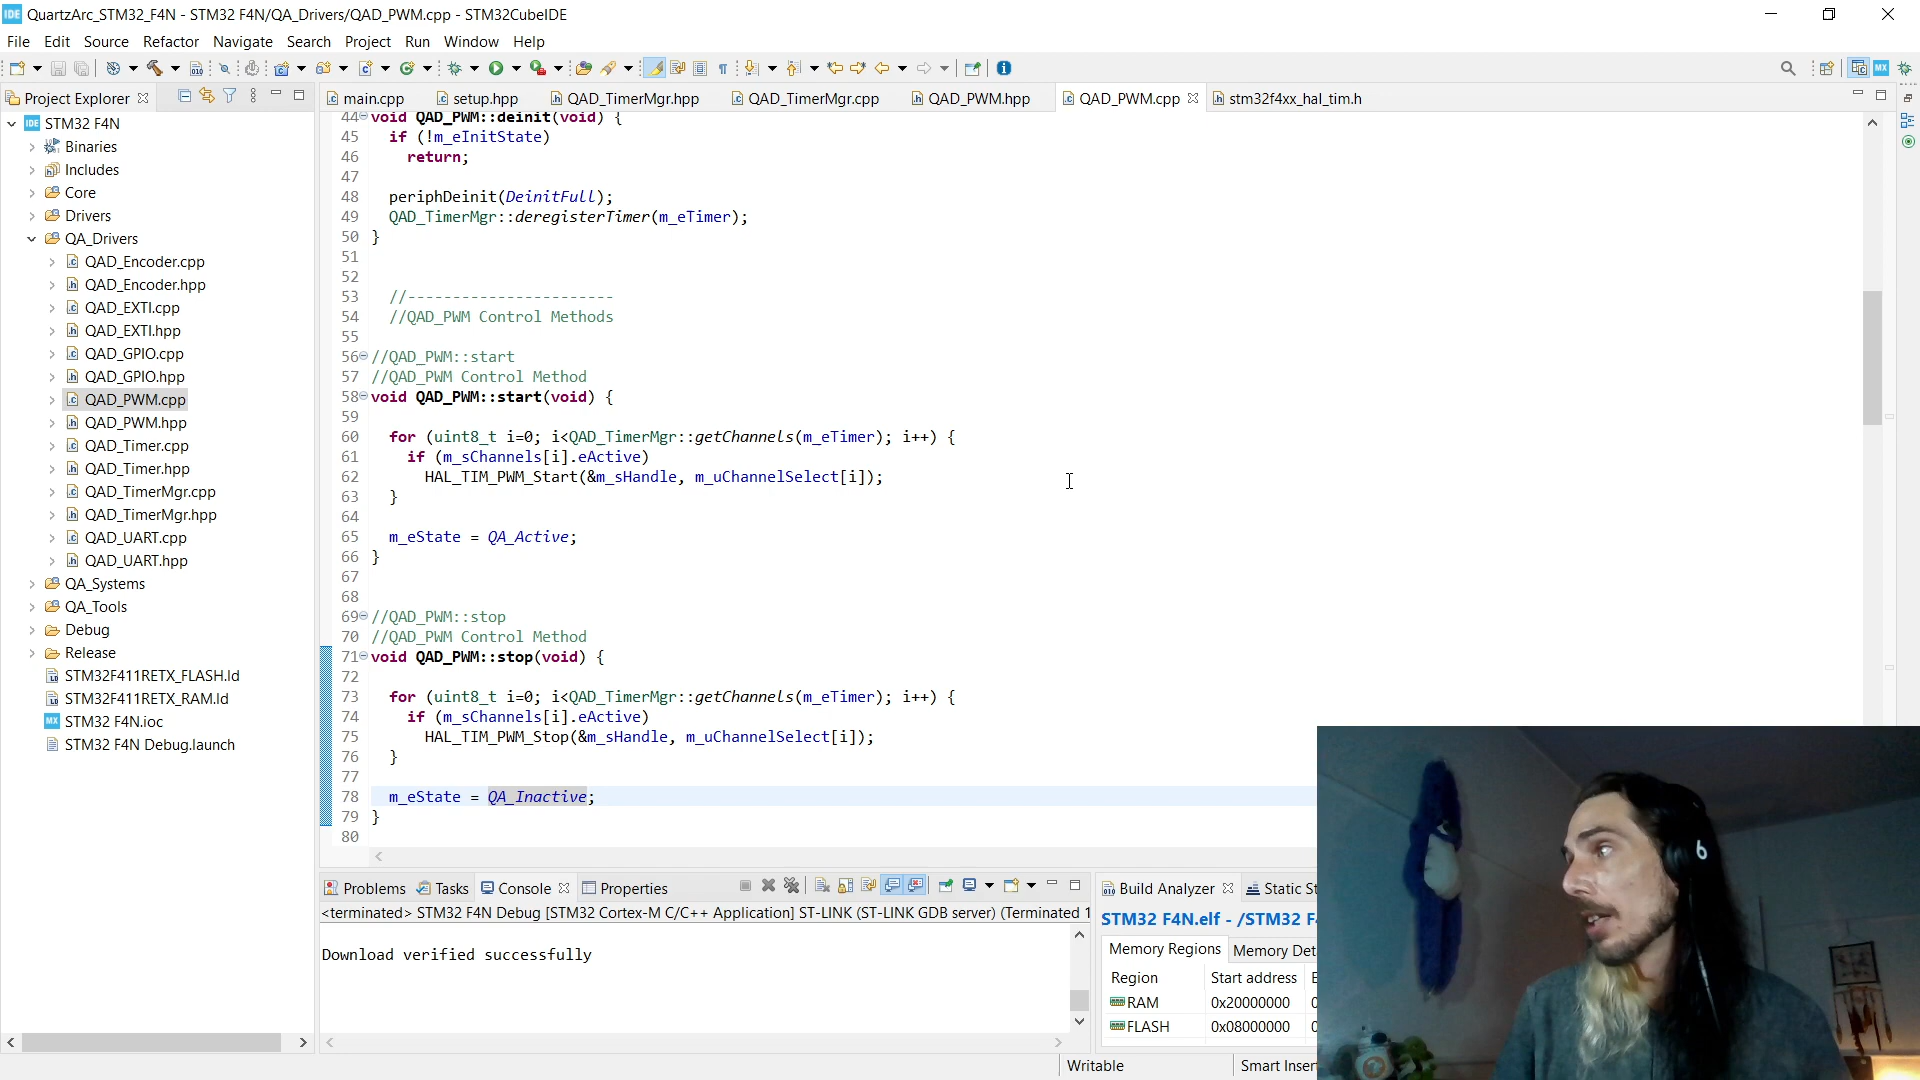 IDE QuartzArc_STM32_F4N - STM32 F4N/QA_Drivers/QAD_PWM.cpp - STM32CubeIDE
File Edit Source Refactor Navigate Search Project Run Window Help
Project Explorer
main.cpp setup.hpp QAD_TimerMgr.hpp QAD_TimerMgr.cpp QAD_PWM.hpp QAD_PWM.cpp stm32f4xx_hal_tim.h
IDE STM32 F4N
Binaries
Includes
Core
Drivers
QA_Drivers
QAD_Encoder.cpp
QAD_Encoder.hpp
QAD_EXTI.cpp
QAD_EXTI.hpp
QAD_GPIO.cpp
QAD_GPIO.hpp
QAD_PWM.cpp
QAD_PWM.hpp
QAD_Timer.cpp
QAD_Timer.hpp
QAD_TimerMgr.cpp
QAD_TimerMgr.hpp
QAD_UART.cpp
QAD_UART.hpp
QA_Systems
QA_Tools
Debug
Release
STM32F411RETX_FLASH.ld
STM32F411RETX_RAM.ld
MX STM32 F4N.ioc
STM32 F4N Debug.launch
44 void QAD_PWM::deinit(void) {
45 if (!m_eInitState)
46 return;
47
48 periphDeinit(DeinitFull);
49 QAD_TimerMgr::deregisterTimer(m_eTimer);
50 }
51
52
53 //-----------------------
54 //QAD_PWM Control Methods
55
56 //QAD_PWM::start
57 //QAD_PWM Control Method
58 void QAD_PWM::start(void) {
59
60 for (uint8_t i=0; i<QAD_TimerMgr::getChannels(m_eTimer); i++) {
61 if (m_sChannels[i].eActive)
62 HAL_TIM_PWM_Start(&m_sHandle, m_uChannelSelect[i]);
63 }
64
65 m_eState = QA_Active;
66 }
67
68
69 //QAD_PWM::stop
70 //QAD_PWM Control Method
71 void QAD_PWM::stop(void) {
72
73 for (uint8_t i=0; i<QAD_TimerMgr::getChannels(m_eTimer); i++) {
74 if (m_sChannels[i].eActive)
75 HAL_TIM_PWM_Stop(&m_sHandle, m_uChannelSelect[i]);
76 }
77
78 m_eState = QA_Inactive;
79 }
80
Problems Tasks Console Properties
<terminated> STM32 F4N Debug [STM32 Cortex-M C/C++ Application] ST-LINK (ST-LINK GDB server) (Terminated 1
Download verified successfully
Build Analyzer Static St
STM32 F4N.elf - /STM32 F
Memory Regions Memory Det
Region Start address E
RAM 0x20000000 0
FLASH 0x08000000 0
Writable Smart Inser